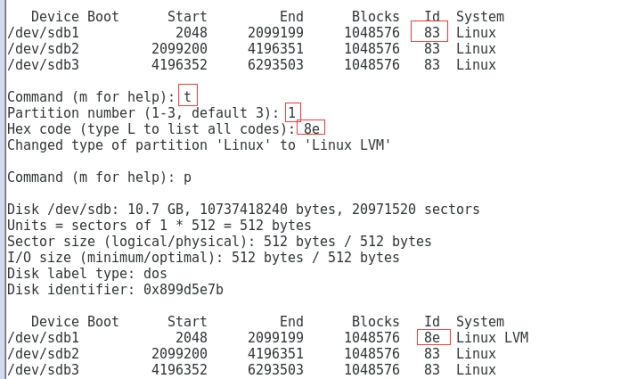 Device Boot Start End Blocks Id System
/dev/sdb1 2048 2099199 1048576 83 Linux
/dev/sdb2 2099200 4196351 1048576 83 Linux
/dev/sdb3 4196352 6293503 1048576 83 Linux
Command (m for help): t
Partition number (1-3, default 3): 1
Hex code (type L to list all codes): 8e
Changed type of partition 'Linux' to 'Linux LVM'
Command (m for help): p
Disk /dev/sdb: 10.7 GB, 10737418240 bytes, 20971520 sectors
Units = sectors of 1 * 512 = 512 bytes
Sector size (logical/physical): 512 bytes / 512 bytes
I/O size (minimum/optimal): 512 bytes / 512 bytes
Disk label type: dos
Disk identifier: 0x899d5e7b
Device Boot Start End Blocks Id System
/dev/sdb1 2048 2099199 1048576 8e Linux LVM
/dev/sdb2 2099200 4196351 1048576 83 Linux
/dev/sdb3 4196352 6293503 1048576 83 Linux